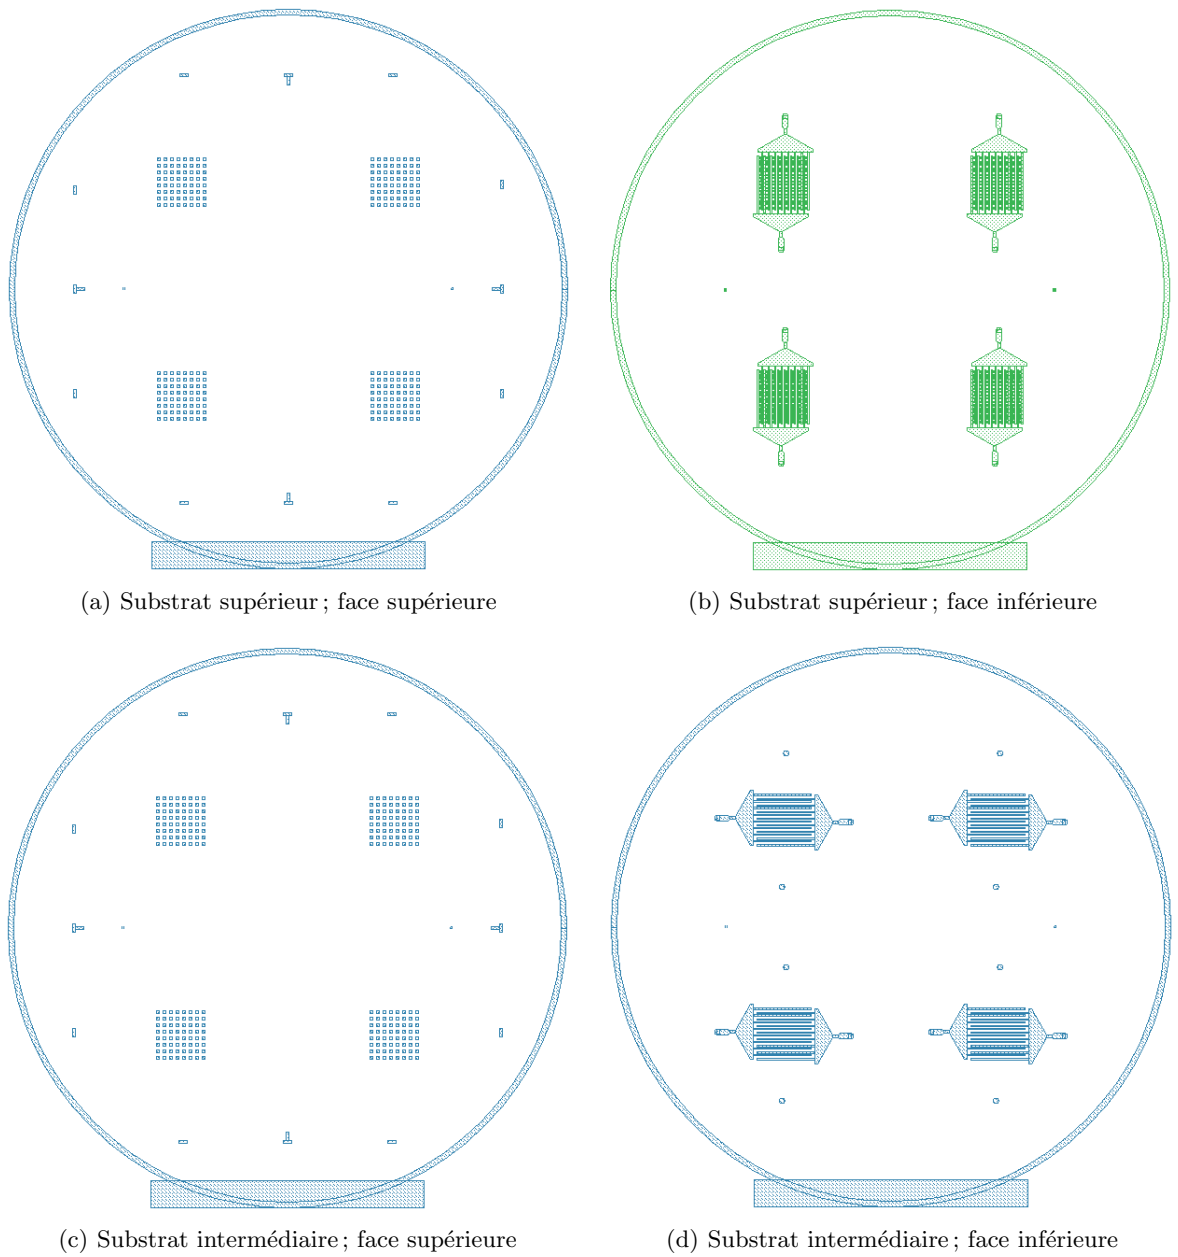 (a) Substrat supérieur ; face supérieure
(b) Substrat supérieur ; face inférieure
(c) Substrat intermédiaire ; face supérieure
(d) Substrat intermédiaire ; face inférieure